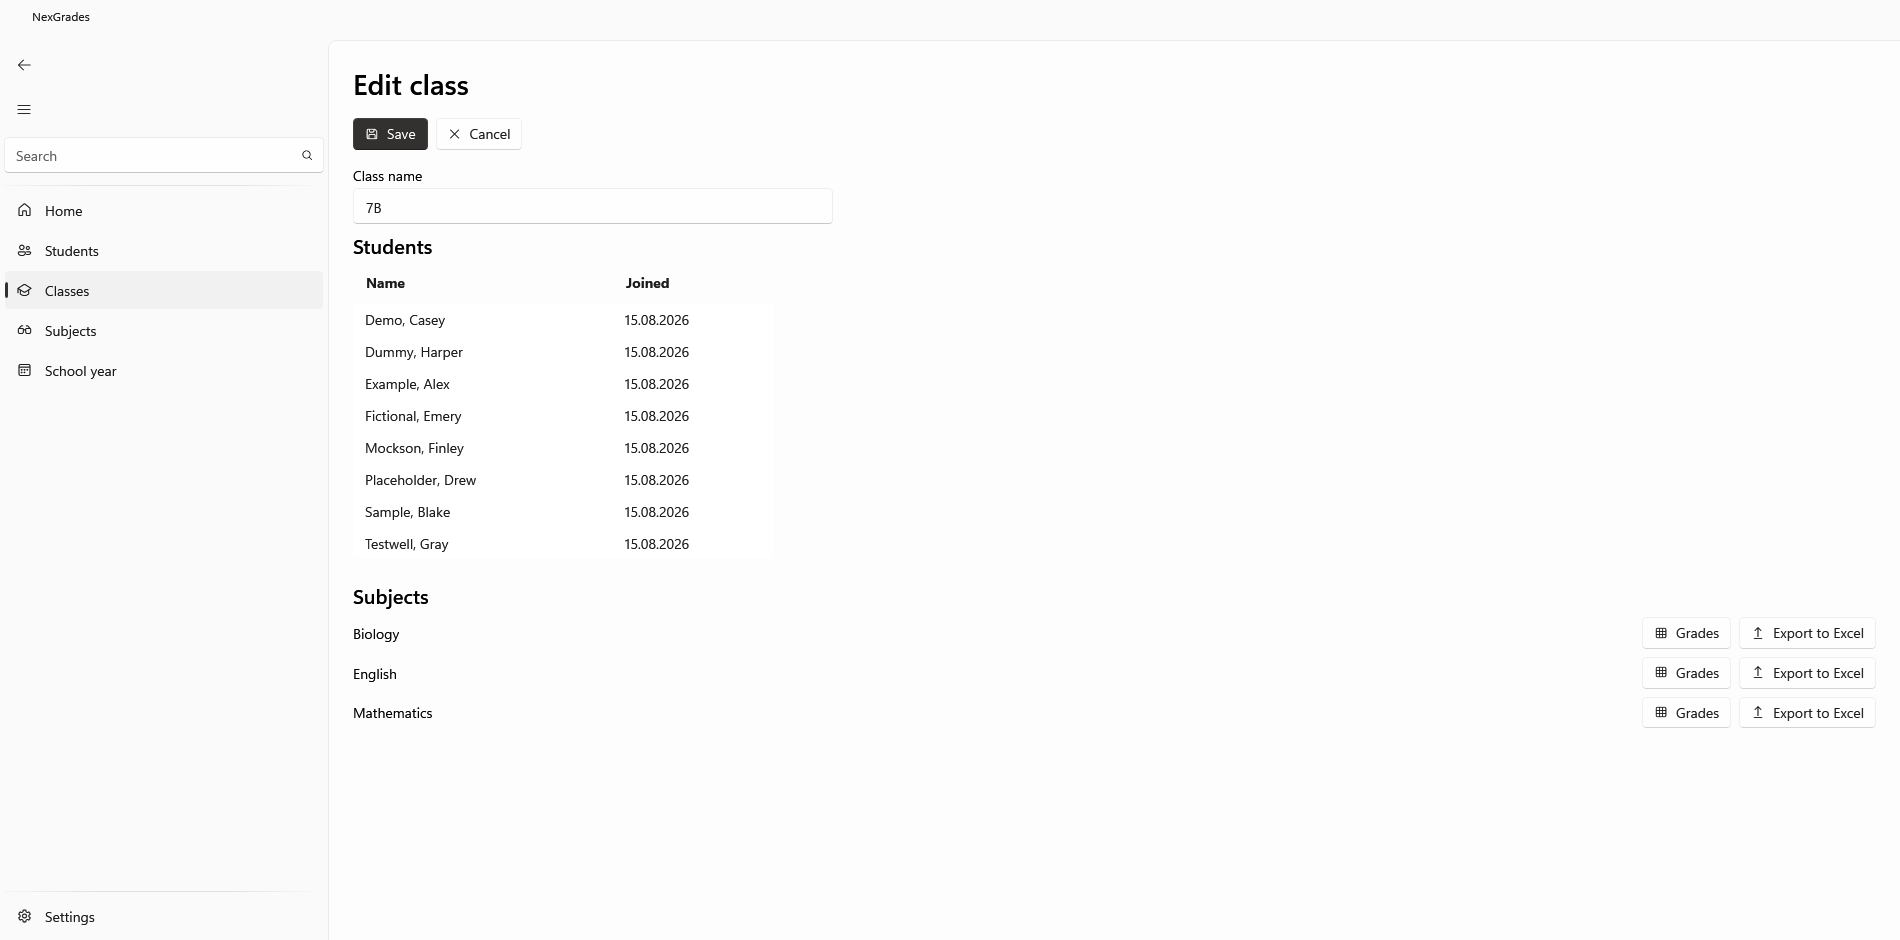 NexGrades
Search
Home
Students
Classes
Subjects
School year
Settings
Edit class
Save Cancel
Class name
7B
Students
Name Joined
Demo, Casey 15.08.2026
Dummy, Harper 15.08.2026
Example, Alex 15.08.2026
Fictional, Emery 15.08.2026
Mockson, Finley 15.08.2026
Placeholder, Drew 15.08.2026
Sample, Blake 15.08.2026
Testwell, Gray 15.08.2026
Subjects
Biology Grades Export to Excel
English Grades Export to Excel
Mathematics Grades Export to Excel